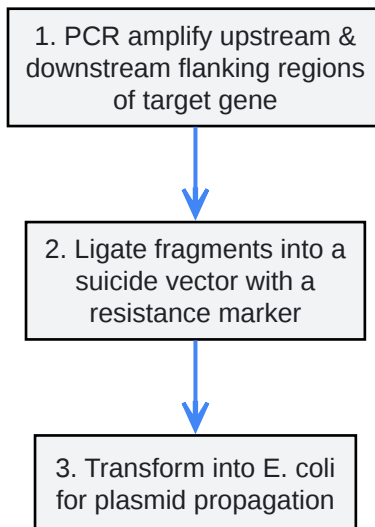 1. PCR amplify upstream &
downstream flanking regions
of target gene
2. Ligate fragments into a
suicide vector with a
resistance marker
3. Transform into E. coli
for plasmid propagation